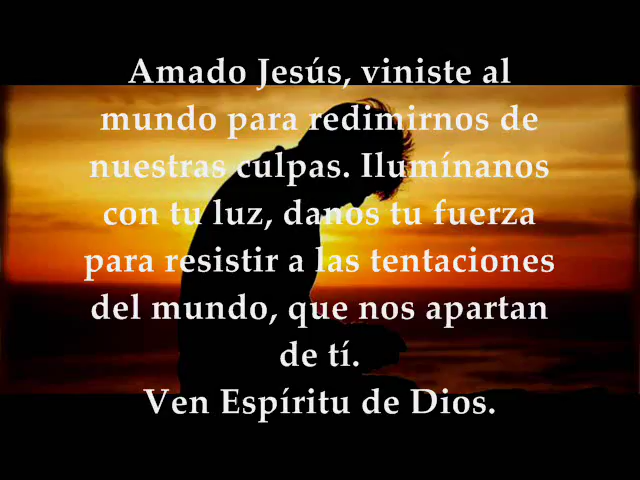 Amado Jesús, viniste al
mundo para redimirnos de
nuestras culpas. Ilumínanos
con tu luz, danos tu fuerza
para resistir a las tentaciones
del mundo, que nos apartan
de tí.
Ven Espíritu de Dios.